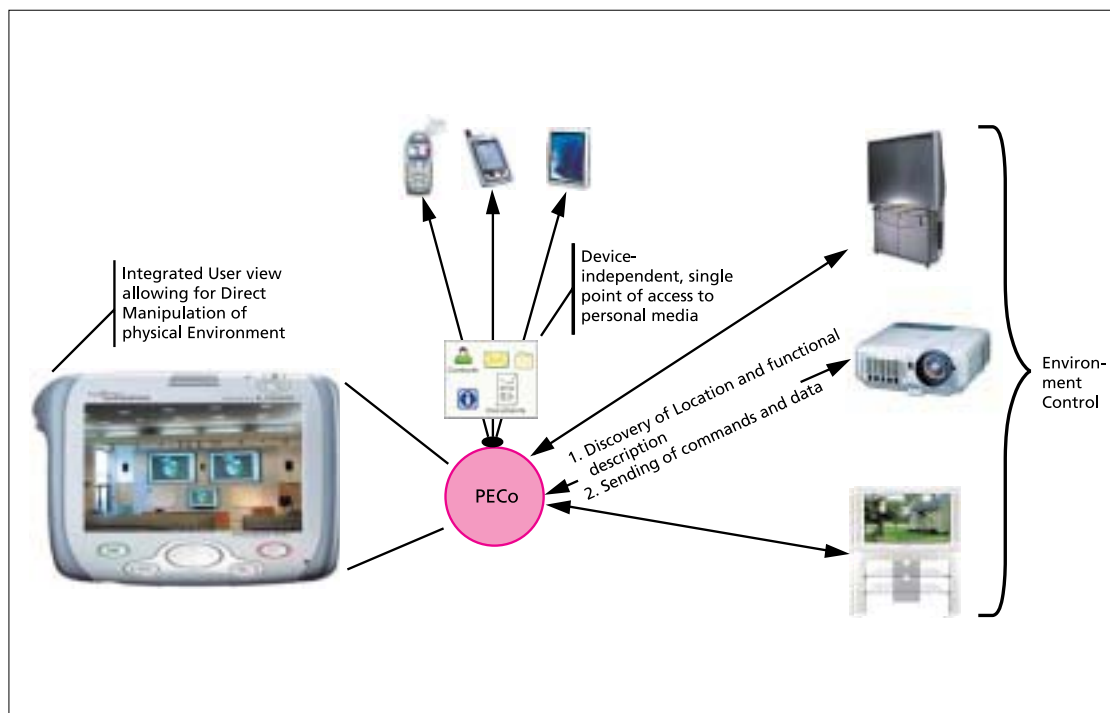 Integrated User view
allowing for Direct
Manipulation of
physical Environment
Device-
independent, single
point of access to
personal media
PECo
1. Discovery of Location and functional
description
2. Sending of commands and data
Environ-
ment
Control